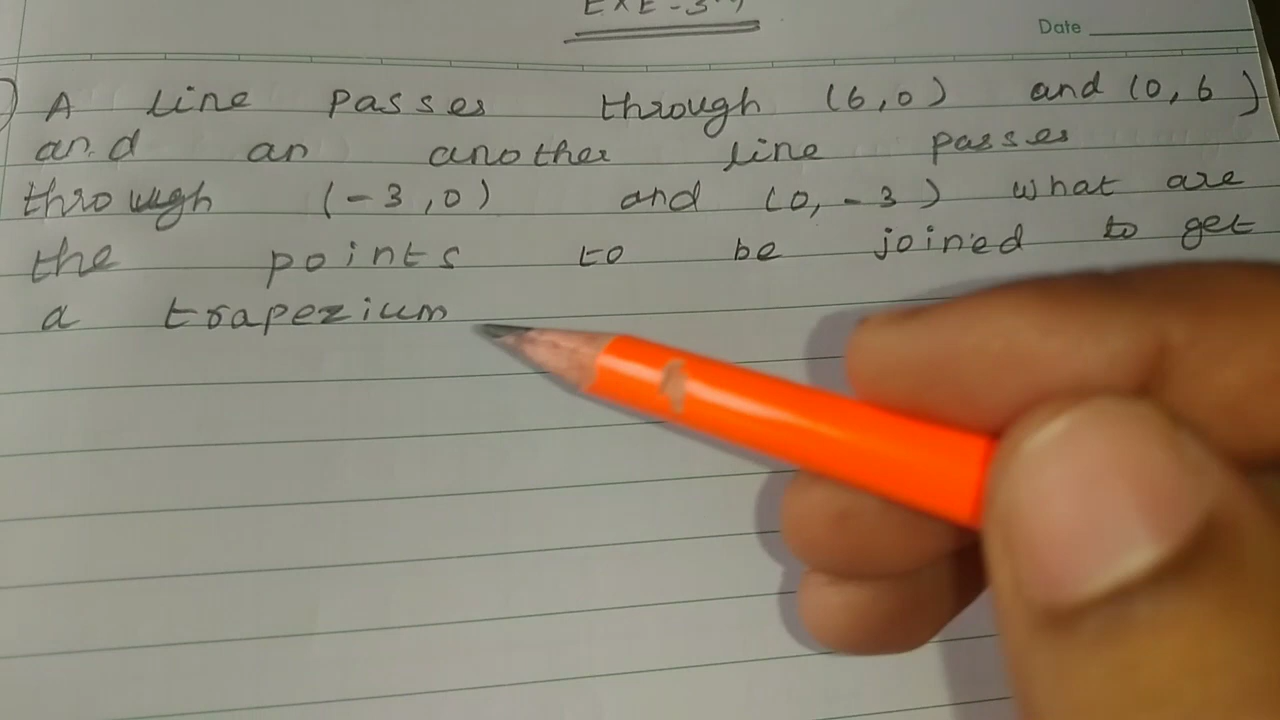 Date
A line passes through (6,0) and (0,6)
and an another line passes
through (-3,0) and (0,-3) what are
the points to be joined to get
a trapezium